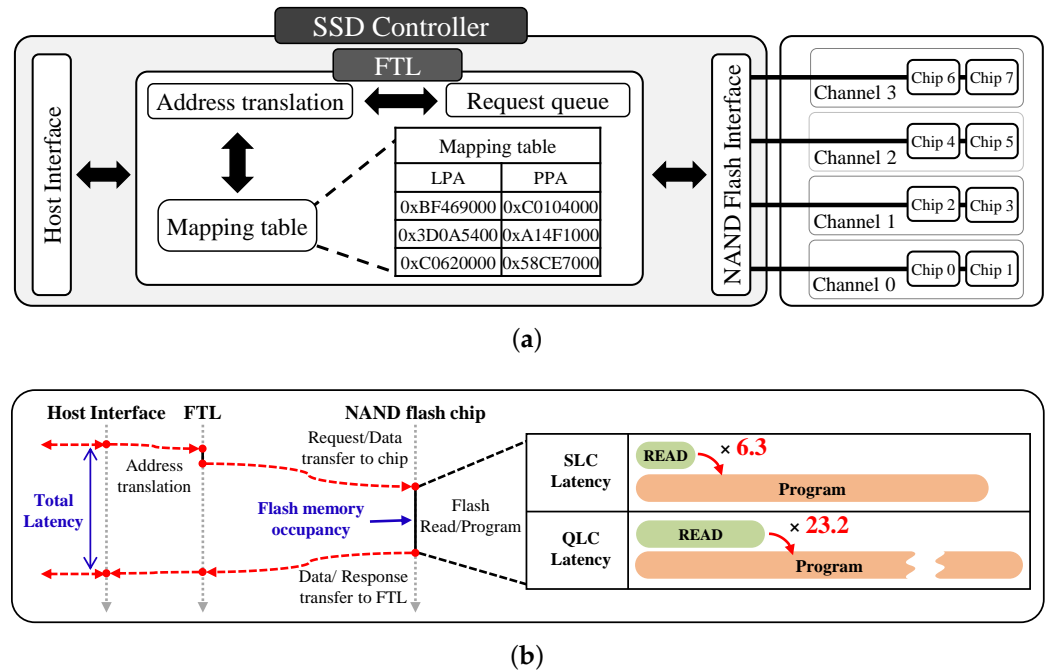 SSD Controller
FTL
Host Interface
Address translation
Request queue
Mapping table
Mapping table
LPA PPA
0xBF469000 0xC0104000
0x3D0A5400 0xA14F1000
0xC0620000 0x58CE7000
NAND Flash Interface
Chip 6 Chip 7
Channel 3
Chip 4 Chip 5
Channel 2
Chip 2 Chip 3
Channel 1
Chip 0 Chip 1
Channel 0
(a)
Host Interface FTL NAND flash chip
Address
translation
Request/Data
transfer to chip
Total
Latency
Flash memory
occupancy
Flash
Read/Program
Data/ Response
transfer to FTL
SLC
Latency
READ × 6.3
Program
QLC
Latency
READ × 23.2
Program
(b)